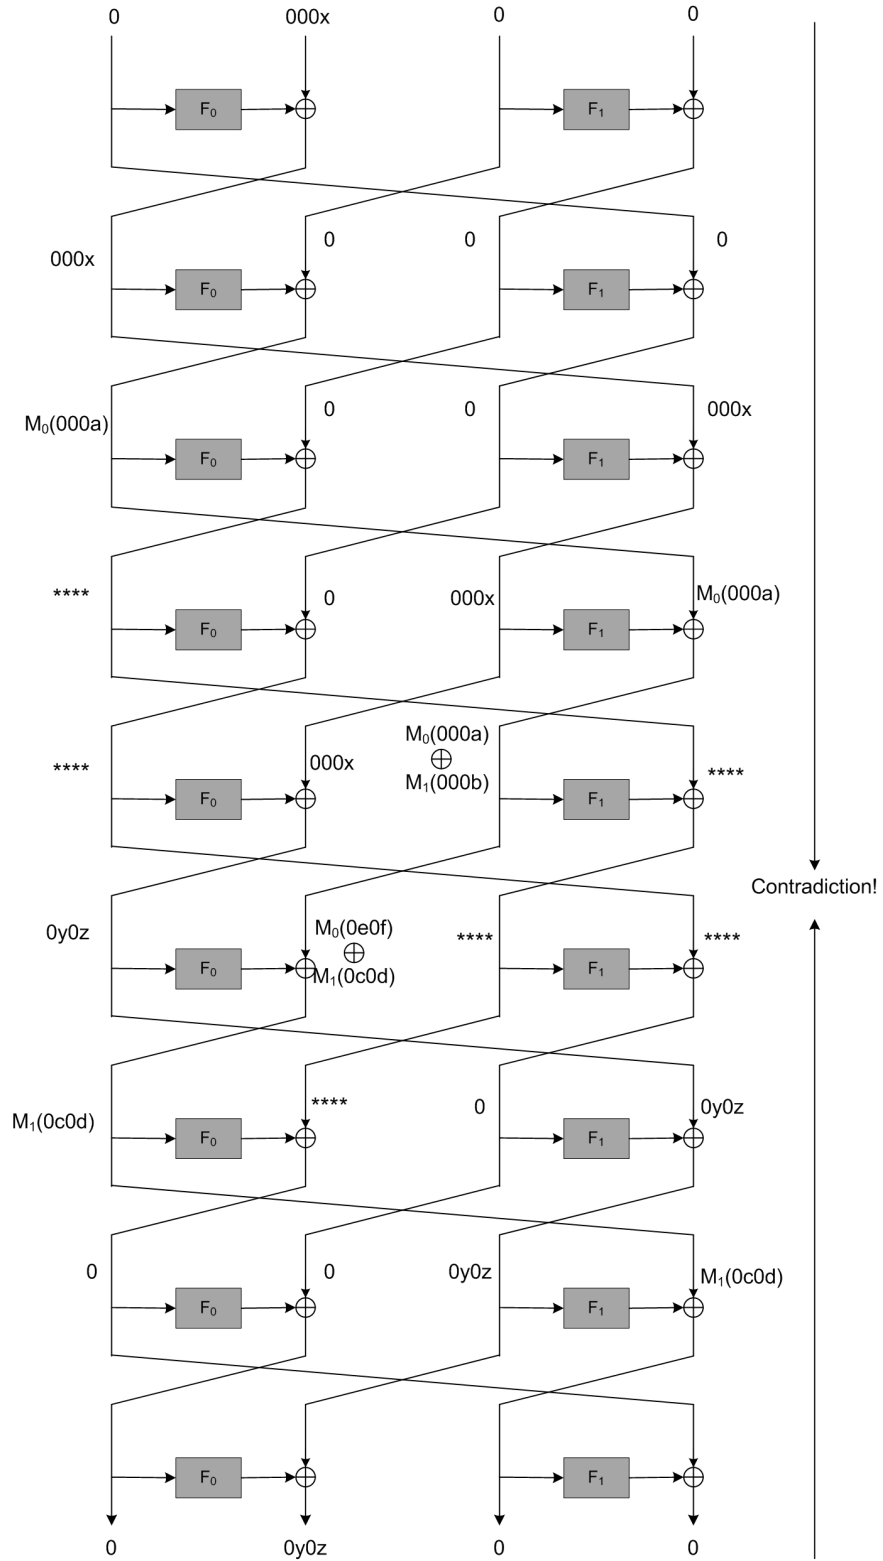 0 000x 0 0
F₀ F₁
000x 0 0 0
F₀ F₁
M₀(000a) 0 0 000x
F₀ F₁
**** 0 000x M₀(000a)
F₀ F₁
M₀(000a)
**** 000x ⊕ ****
M₁(000b)
F₀ F₁
Contradiction!
0y0z M₀(0e0f) **** ****
⊕
F₀ M₁(0c0d) F₁
M₁(0c0d) **** 0 0y0z
F₀ F₁
0 0 0y0z M₁(0c0d)
F₀ F₁
F₀ F₁
0 0y0z 0 0